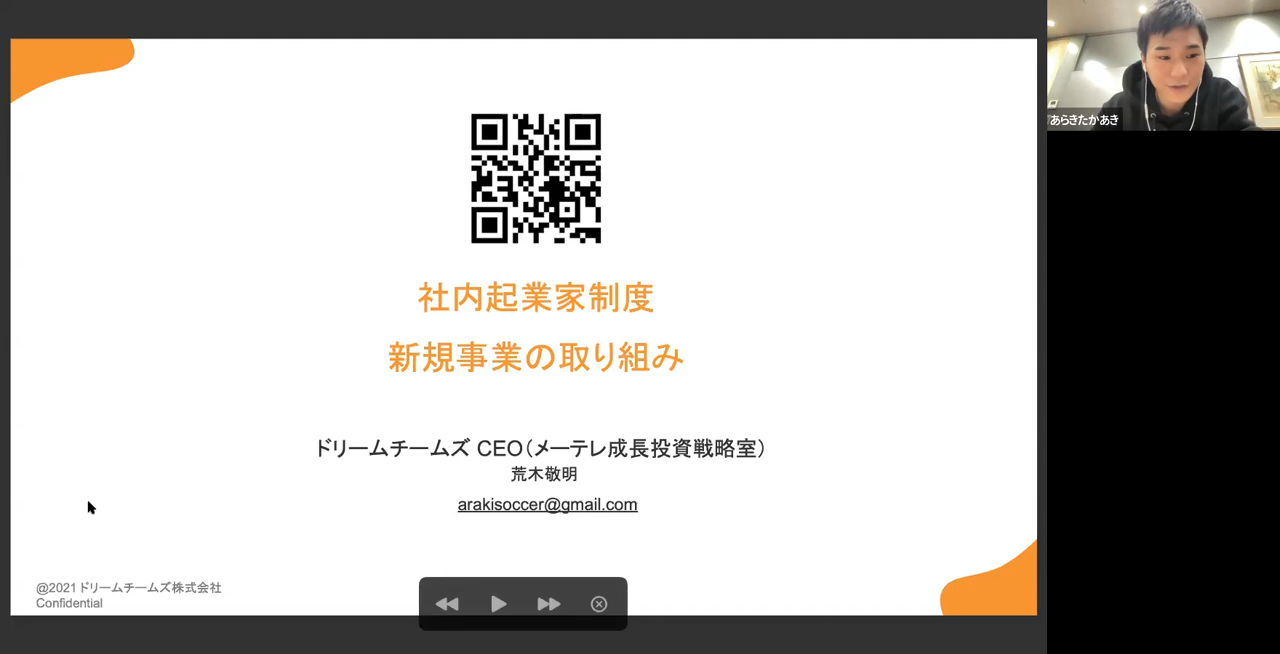 社内起業家制度
新規事業の取り組み
ドリームチームズ CEO（メーテレ成長投資戦略室）
荒木敬明
arakisoccer@gmail.com
@2021 ドリームチームズ株式会社
Confidential
あらきたかあき